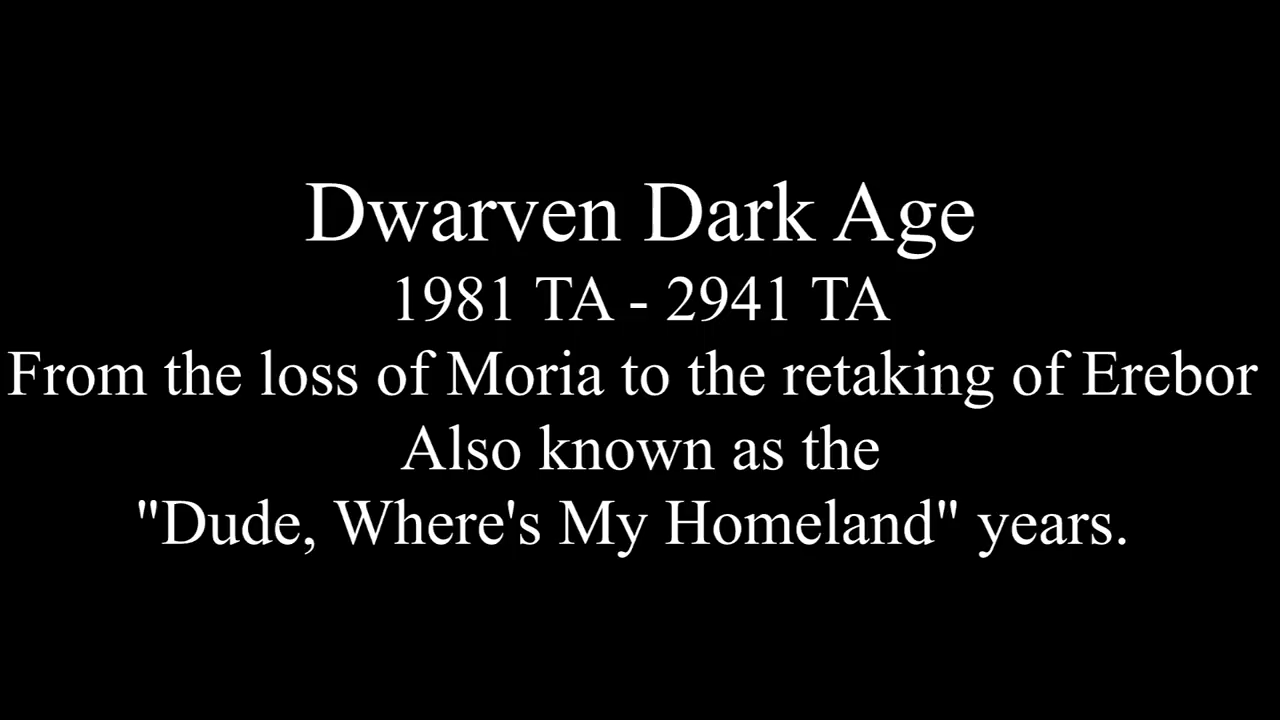 Dwarven Dark Age
1981 TA - 2941 TA
From the loss of Moria to the retaking of Erebor
Also known as the
"Dude, Where's My Homeland" years.